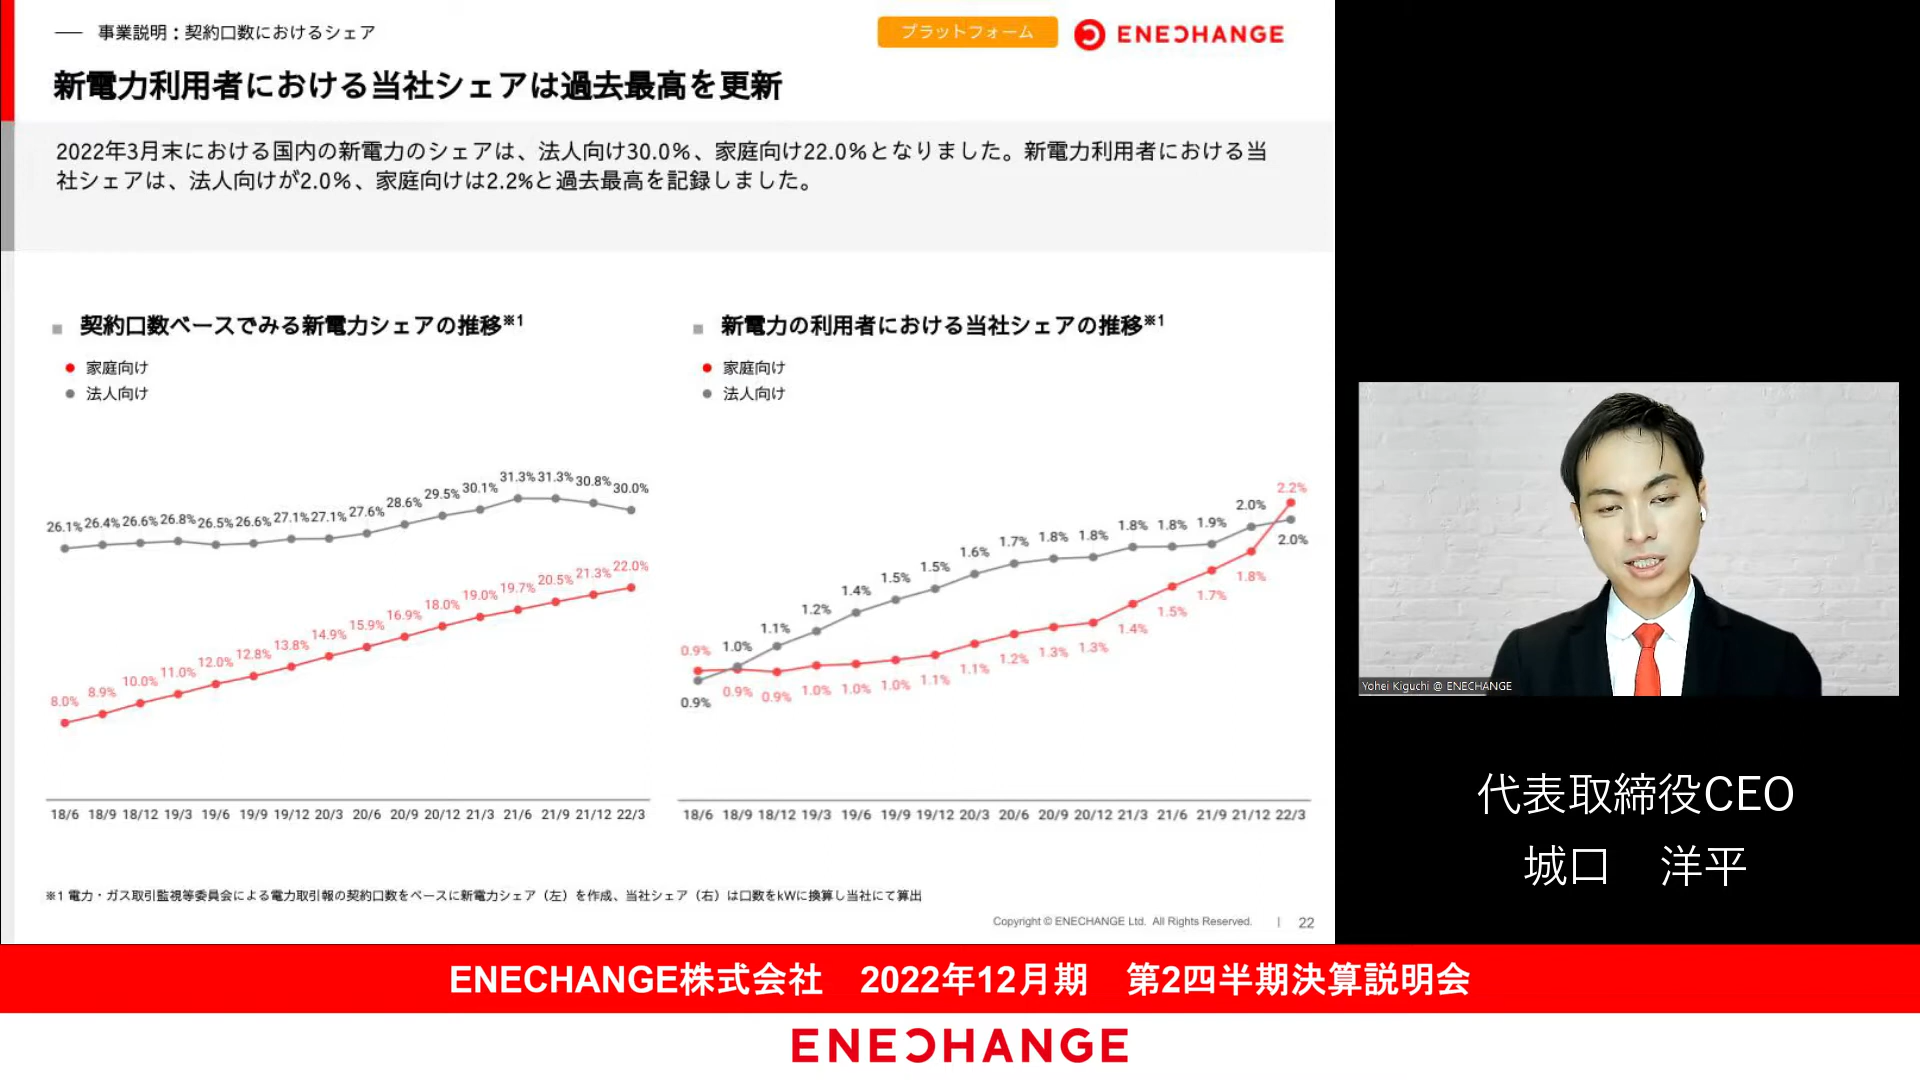 事業説明：契約口数におけるシェア
プラットフォーム
ENECHANGE
新電力利用者における当社シェアは過去最高を更新
2022年3月末における国内の新電力のシェアは、法人向け30.0%、家庭向け22.0%となりました。新電力利用者における当
社シェアは、法人向けが2.0%、家庭向けは2.2%と過去最高を記録しました。
契約口数ベースでみる新電力シェアの推移※1
家庭向け
法人向け
26.1% 26.4% 26.6% 26.8% 26.5% 26.6% 27.1% 27.1% 27.6% 28.6% 29.5% 30.1% 31.3% 31.3% 30.8% 30.0%
8.0% 8.9% 10.0% 11.0% 12.0% 12.8% 13.8% 14.9% 15.9% 16.9% 18.0% 19.0% 19.7% 20.5% 21.3% 22.0%
18/6 18/9 18/12 19/3 19/6 19/9 19/12 20/3 20/6 20/9 20/12 21/3 21/6 21/9 21/12 22/3
新電力の利用者における当社シェアの推移※1
家庭向け
法人向け
0.9% 1.0% 1.1% 1.2% 1.4% 1.5% 1.5% 1.6% 1.7% 1.8% 1.8% 1.8% 1.8% 1.9% 2.0% 2.0%
0.9% 0.9% 0.9% 1.0% 1.0% 1.0% 1.1% 1.1% 1.2% 1.3% 1.3% 1.4% 1.5% 1.7% 1.8% 2.2%
18/6 18/9 18/12 19/3 19/6 19/9 19/12 20/3 20/6 20/9 20/12 21/3 21/6 21/9 21/12 22/3
※1 電力・ガス取引監視等委員会による電力取引報の契約口数をベースに新電力シェア（左）を作成、当社シェア（右）は口数をkWに換算し当社にて算出
Copyright © ENECHANGE Ltd. All Rights Reserved. | 22
Yohei Kiguchi @ ENECHANGE
代表取締役CEO
城口 洋平
ENECHANGE株式会社 2022年12月期 第2四半期決算説明会
ENECHANGE